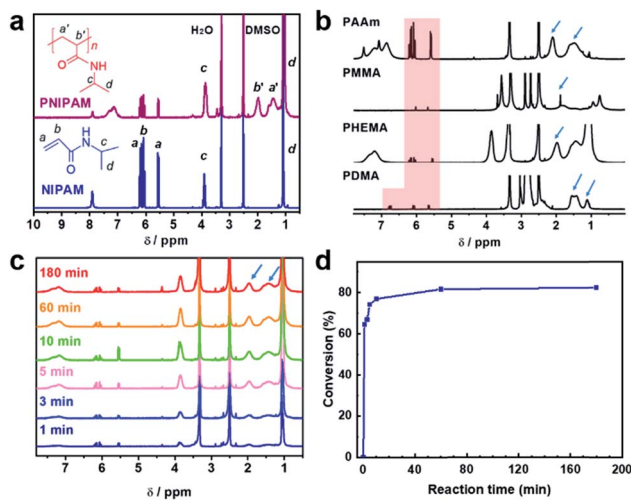 a
a'
b'
n
O
NH
c
d
PNIPAM
H₂O
DMSO
c
b'
a'
d
b
a
O
N
H
c
d
d
NIPAM
a
b
a
c
d
10 9 8 7 6 5 4 3 2 1
δ / ppm
b
PAAm
PMMA
PHEMA
PDMA
7 6 5 4 3 2 1
δ / ppm
c
180 min
60 min
10 min
5 min
3 min
1 min
7 6 5 4 3 2 1
δ / ppm
d
Conversion (%)
100
80
60
40
20
0
0 40 80 120 160 200
Reaction time (min)